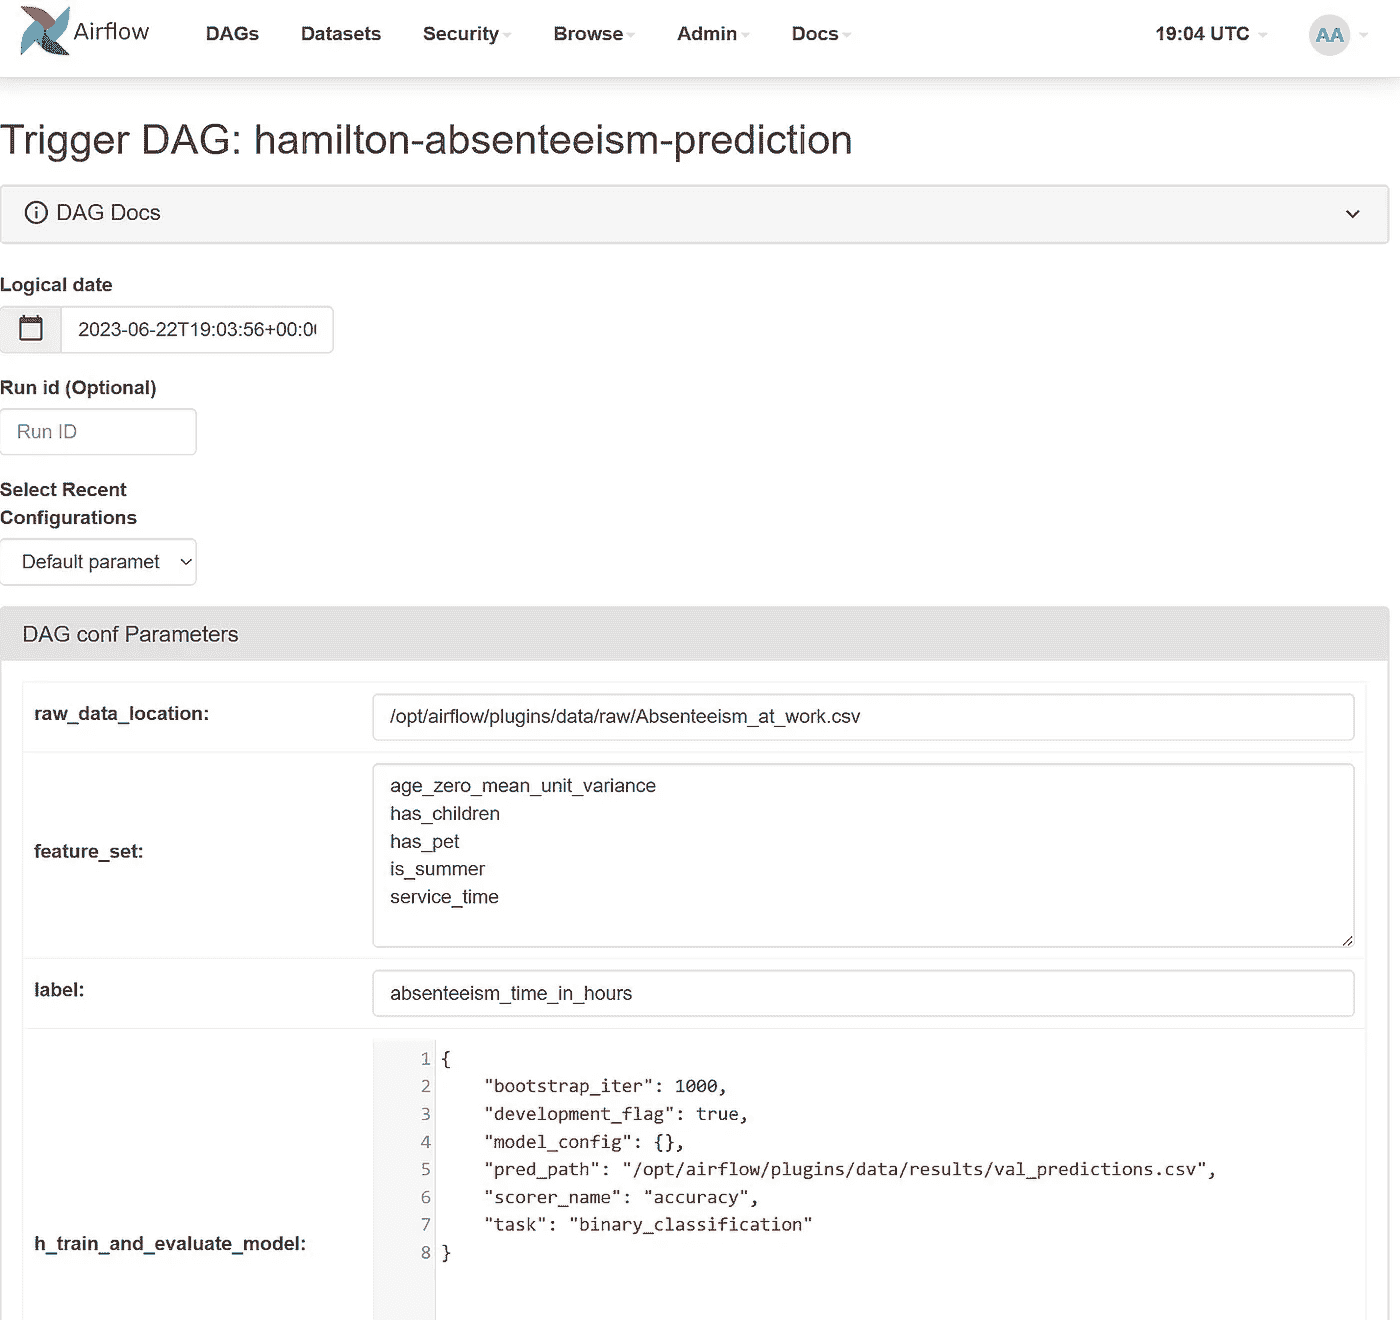 Airflow DAGs Datasets Security Browse Admin Docs 19:04 UTC AA
Trigger DAG: hamilton-absenteeism-prediction
DAG Docs
Logical date
2023-06-22T19:03:56+00:0
Run id (Optional)
Run ID
Select Recent
Configurations
Default paramet
DAG conf Parameters
raw_data_location: /opt/airflow/plugins/data/raw/Absenteeism_at_work.csv
feature_set:
age_zero_mean_unit_variance
has_children
has_pet
is_summer
service_time
label: absenteeism_time_in_hours
h_train_and_evaluate_model:
1 {
2 "bootstrap_iter": 1000,
3 "development_flag": true,
4 "model_config": {},
5 "pred_path": "/opt/airflow/plugins/data/results/val_predictions.csv",
6 "scorer_name": "accuracy",
7 "task": "binary_classification"
8 }